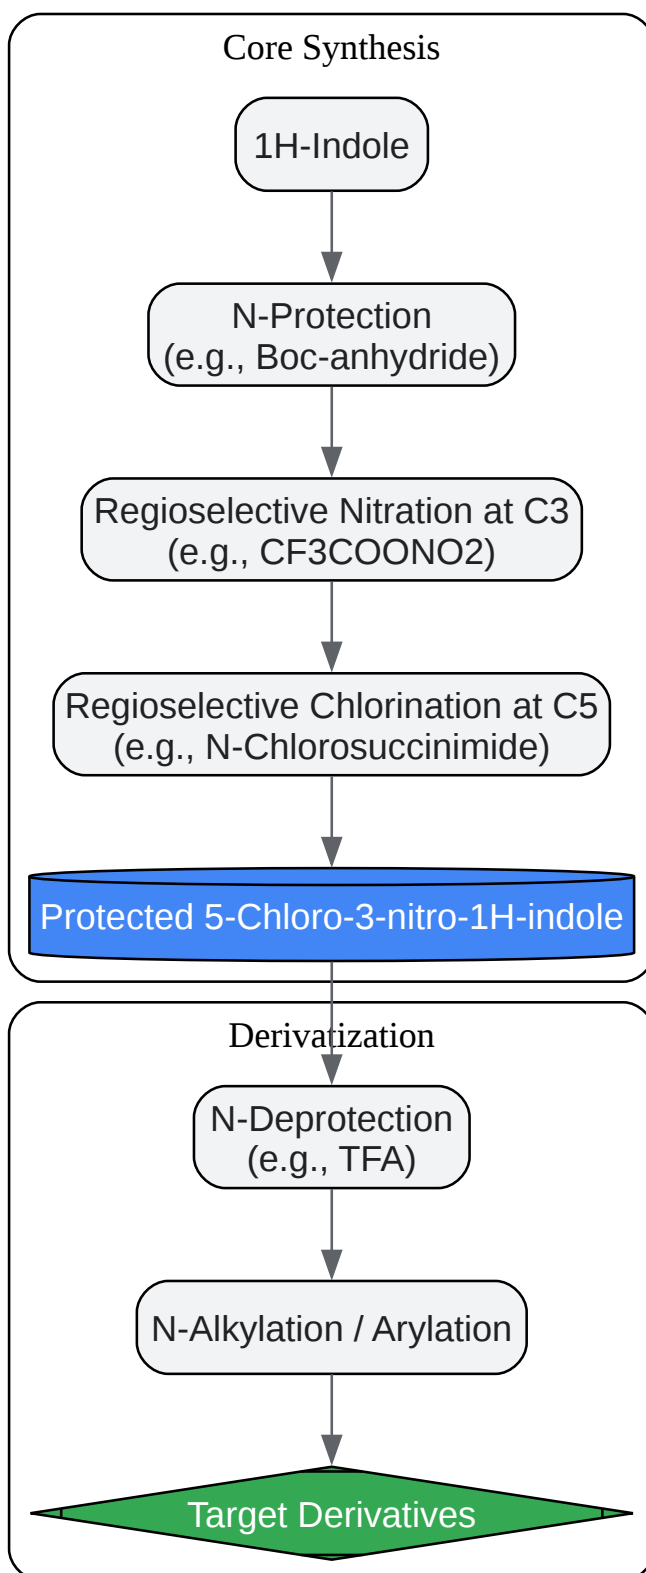 Core Synthesis
1H-Indole
N-Protection
(e.g., Boc-anhydride)
Regioselective Nitration at C3
(e.g., CF3COONO2)
Regioselective Chlorination at C5
(e.g., N-Chlorosuccinimide)
Protected 5-Chloro-3-nitro-1H-indole
Derivatization
N-Deprotection
(e.g., TFA)
N-Alkylation / Arylation
Target Derivatives